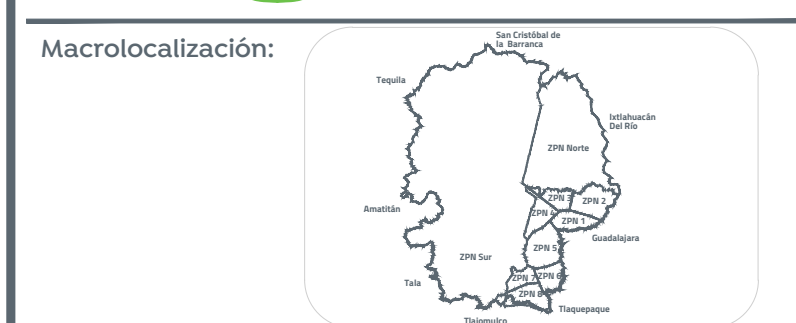 Macrolocalización:
San Cristóbal de
la Barranca
Tequila
Ixtlahuacán
Del Río
ZPN Norte
ZPN 3
ZPN 2
Amatitán
ZPN 4
ZPN 1
Guadalajara
ZPN 5
ZPN Sur
Tala
ZPN 7
ZPN 6
ZPN 8
Tlaquepaque
Tlajomulco